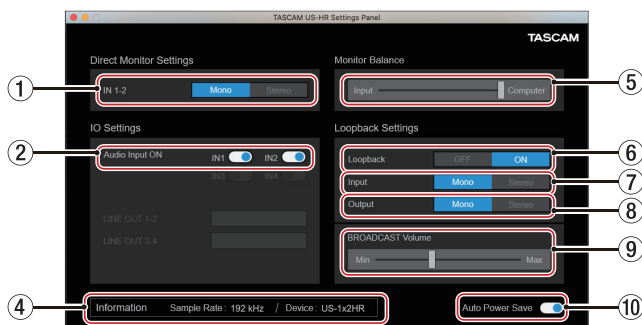 TASCAM US-HR Settings Panel
TASCAM
Direct Monitor Settings
1
IN 1-2
Mono
Stereo
Monitor Balance
Input
Computer
5
IO Settings
2
Audio Input ON
IN1
IN2
IN3
IN4
LINE OUT 1-2
LINE OUT 3-4
Loopback Settings
Loopback
OFF
ON
6
Input
Mono
Stereo
7
Output
Mono
Stereo
8
BROADCAST Volume
Min
Max
9
4
Information
Sample Rate : 192 kHz / Device : US-1x2HR
Auto Power Save
10